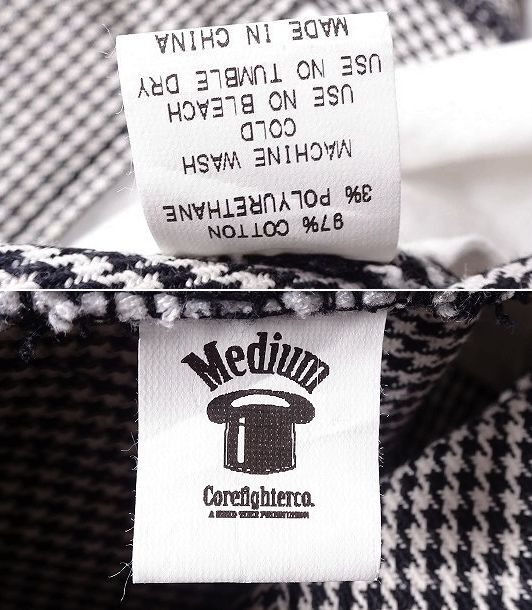 97% COTTON
3% POLYURETHANE
MACHINE WASH
COLD
USE NO BLEACH
USE NO TUMBLE DRY
MADE IN CHINA
Medium
Corefighterco.